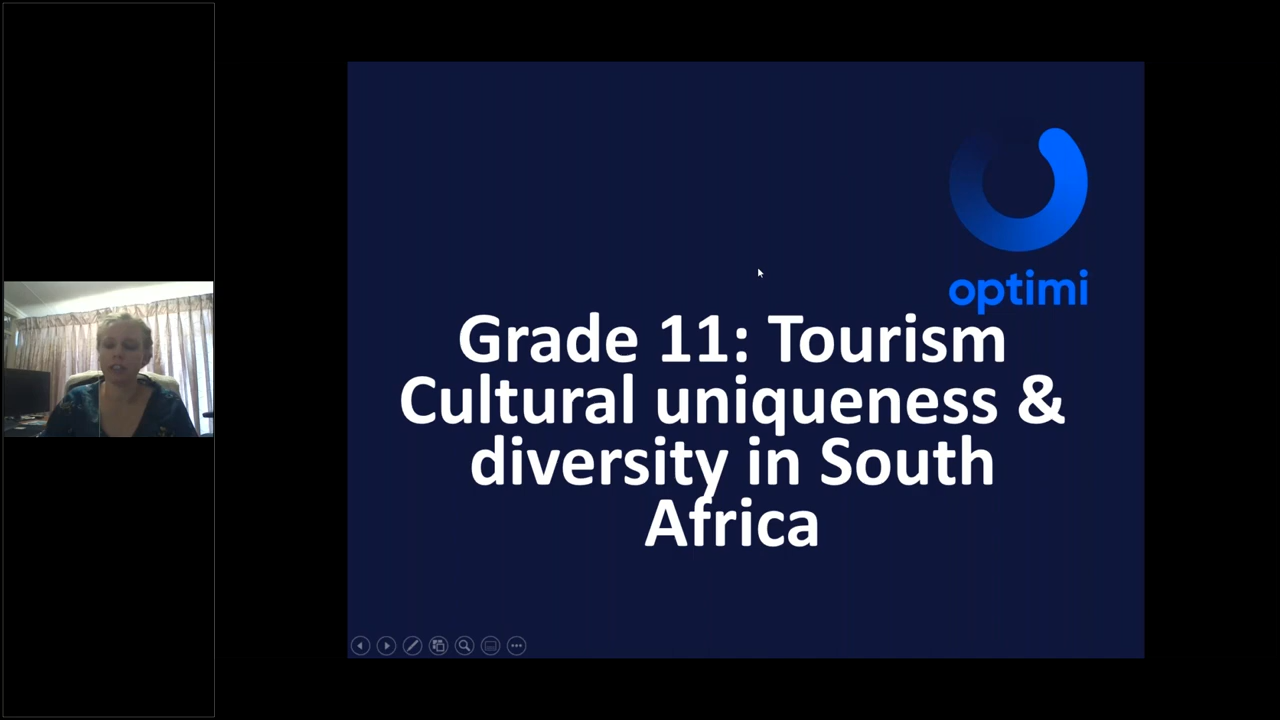 optimi
Grade 11: Tourism
Cultural uniqueness &
diversity in South
Africa